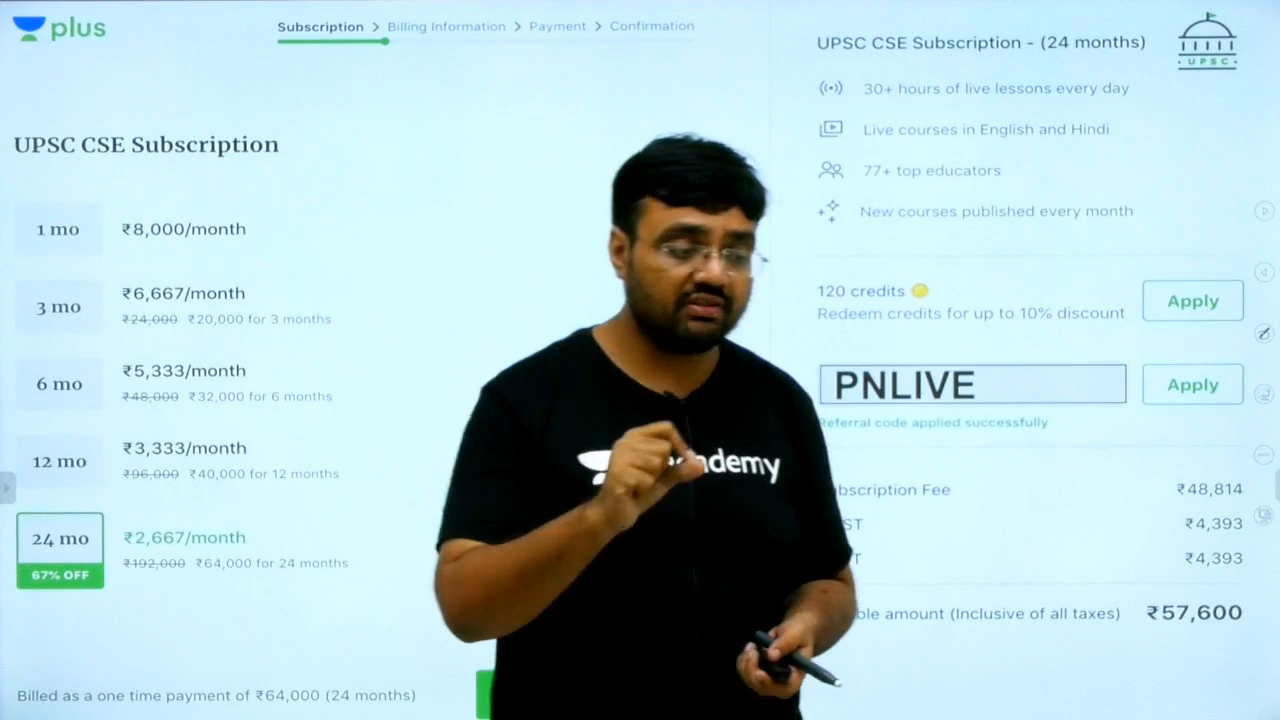 plus
Subscription > Billing Information > Payment > Confirmation
UPSC CSE Subscription
1 mo ₹8,000/month
3 mo ₹6,667/month
₹24,000 ₹20,000 for 3 months
6 mo ₹5,333/month
₹48,000 ₹32,000 for 6 months
12 mo ₹3,333/month
₹96,000 ₹40,000 for 12 months
24 mo ₹2,667/month
67% OFF ₹192,000 ₹64,000 for 24 months
Billed as a one time payment of ₹64,000 (24 months)
ademy
UPSC CSE Subscription - (24 months)
UPSC
30+ hours of live lessons every day
Live courses in English and Hindi
77+ top educators
New courses published every month
120 credits
Redeem credits for up to 10% discount
Apply
PNLIVE
Apply
eferral code applied successfully
bscription Fee ₹48,814
ST ₹4,393
T ₹4,393
ble amount (Inclusive of all taxes) ₹57,600